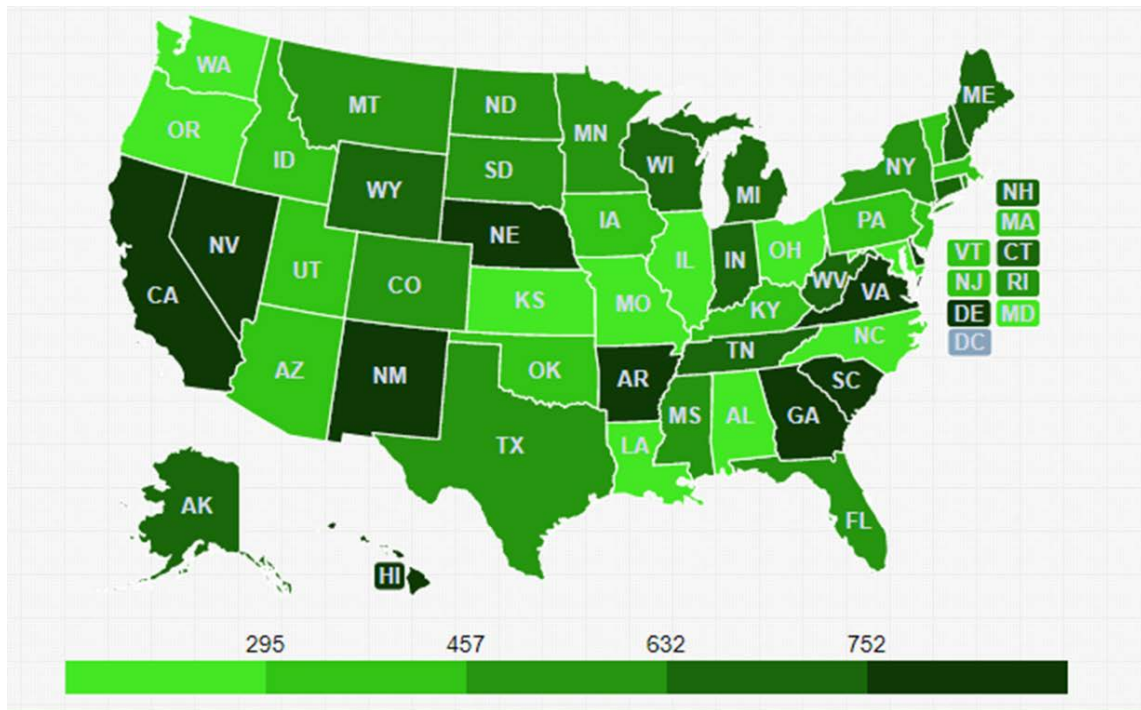 WA
MT
ND
MN
ME
OR
ID
SD
WI
NY
WY
MI
NH
IA
PA
MA
NV
NE
OH
VT CT
UT
CO
IL
IN
NJ RI
CA
KS
MO
WV
VA
DE MD
KY
DC
NC
TN
AZ
NM
OK
AR
SC
MS
AL
GA
TX
LA
AK
FL
HI
295 457 632 752